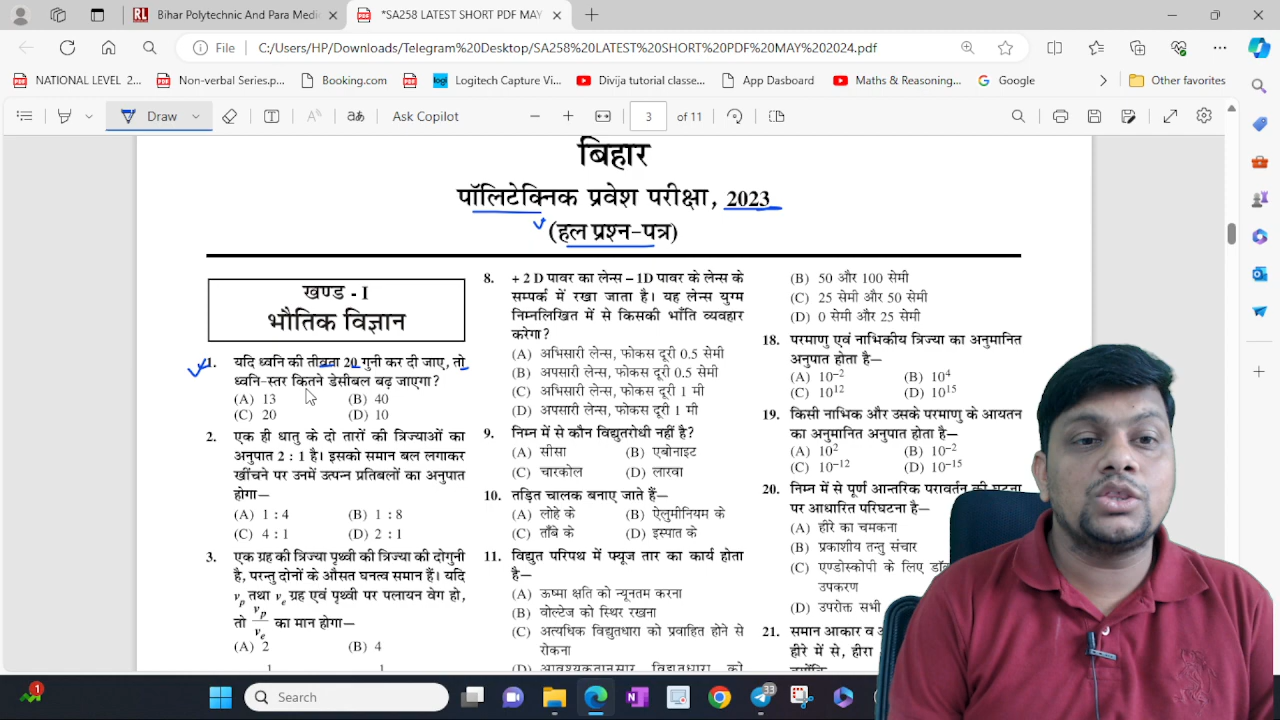 Bihar Polytechnic And Para Medic
*SA258 LATEST SHORT PDF MAY
File
C:/Users/HP/Downloads/Telegram%20Desktop/SA258%20LATEST%20SHORT%20PDF%20MAY%202024.pdf
NATIONAL LEVEL 2...
Non-verbal Series.p...
Booking.com
Logitech Capture Vi...
Divija tutorial classe...
App Dasboard
Maths & Reasoning...
Google
Other favorites
Draw
Ask Copilot
3
of 11
बिहार
पॉलिटेक्निक प्रवेश परीक्षा, 2023
(हल प्रश्न-पत्र)
खण्ड - I
भौतिक विज्ञान
1. यदि ध्वनि की तीव्रता 20 गुनी कर दी जाए, तो
ध्वनि-स्तर कितने डेसीबल बढ़ जाएगा?
(A) 13 (B) 40
(C) 20 (D) 10
2. एक ही धातु के दो तारों की त्रिज्याओं का
अनुपात 2 : 1 है। इसको समान बल लगाकर
खींचने पर उनमें उत्पन्न प्रतिबलों का अनुपात
होगा—
(A) 1 : 4 (B) 1 : 8
(C) 4 : 1 (D) 2 : 1
3. एक ग्रह की त्रिज्या पृथ्वी की त्रिज्या की दोगुनी
है, परन्तु दोनों के औसत घनत्व समान हैं। यदि
vp तथा ve ग्रह एवं पृथ्वी पर पलायन वेग हो,
तो vp/ve का मान होगा—
(A) 2 (B) 4
1 1
8. + 2 D पावर का लेन्स – 1D पावर के लेन्स के
सम्पर्क में रखा जाता है। यह लेन्स युग्म
निम्नलिखित में से किसकी भाँति व्यवहार
करेगा?
(A) अभिसारी लेन्स, फोकस दूरी 0.5 सेमी
(B) अपसारी लेन्स, फोकस दूरी 0.5 सेमी
(C) अभिसारी लेन्स, फोकस दूरी 1 मी
(D) अपसारी लेन्स, फोकस दूरी 1 मी
9. निम्न में से कौन विद्युतरोधी नहीं है?
(A) सीसा (B) एबोनाइट
(C) चारकोल (D) लारवा
10. तड़ित चालक बनाए जाते हैं—
(A) लोहे के (B) ऐलुमीनियम के
(C) ताँबे के (D) इस्पात के
11. विद्युत परिपथ में फ्यूज तार का कार्य होता
है—
(A) ऊष्मा क्षति को न्यूनतम करना
(B) वोल्टेज को स्थिर रखना
(C) अत्यधिक विद्युतधारा को प्रवाहित होने से
रोकना
(D) आवश्यकतानुसार विद्युतधारा को
(B) 50 और 100 सेमी
(C) 25 सेमी और 50 सेमी
(D) 0 सेमी और 25 सेमी
18. परमाणु एवं नाभिकीय त्रिज्या का अनुमानित
अनुपात होता है—
(A) 10⁻² (B) 10⁴
(C) 10¹² (D) 10¹⁵
19. किसी नाभिक और उसके परमाणु के आयतन
का अनुमानित अनुपात होता है—
(A) 10² (B) 10⁻²
(C) 10⁻¹² (D) 10⁻¹⁵
20. निम्न में से पूर्ण आन्तरिक परावर्तन की घटना
पर आधारित परिघटना है—
(A) हीरे का चमकना
(B) प्रकाशीय तन्तु संचार
(C) एण्डोस्कोपी के लिए
उपकरण
(D) उपरोक्त सभी
21. समान आकार व
हीरे में से, हीरा
Search
1
33